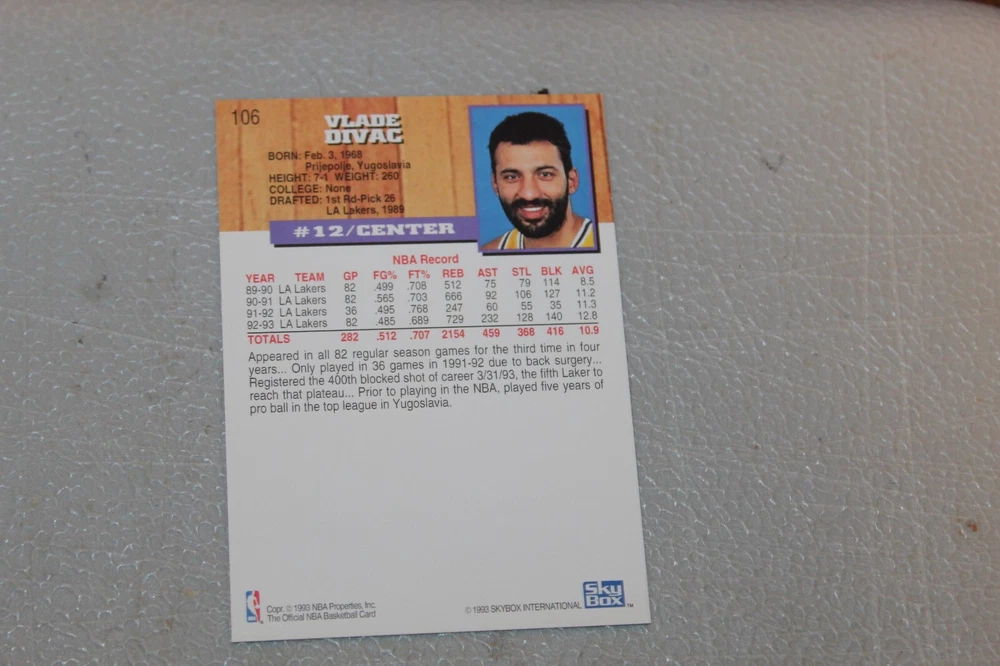 106
VLADE
DIVAC
BORN: Feb. 3, 1968
Prijepolje, Yugoslavia
HEIGHT: 7-1 WEIGHT: 260
COLLEGE: None
DRAFTED: 1st Rd-Pick 26
LA Lakers, 1989
#12/CENTER
NBA Record
YEAR TEAM GP FG% FT% REB AST STL BLK AVG
89-90 LA Lakers 82 .499 .708 512 75 79 114 8.5
90-91 LA Lakers 82 .565 .703 666 92 106 127 11.2
91-92 LA Lakers 36 .495 .768 247 60 55 35 11.3
92-93 LA Lakers 82 .485 .689 729 232 128 140 12.8
TOTALS 282 .512 .707 2154 459 368 416 10.9
Appeared in all 82 regular season games for the third time in four
years... Only played in 36 games in 1991-92 due to back surgery...
Registered the 400th blocked shot of career 3/31/93, the fifth Laker to
reach that plateau... Prior to playing in the NBA, played five years of
pro ball in the top league in Yugoslavia.
Copr. © 1993 NBA Properties, Inc.
The Official NBA Basketball Card
© 1993 SKYBOX INTERNATIONAL
Sky
Box
TM